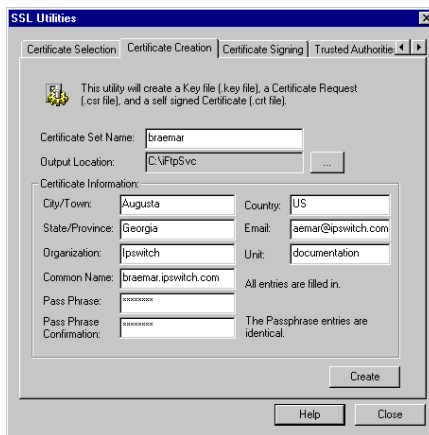 SSL Utilities
Certificate Selection Certificate Creation Certificate Signing Trusted Authorities
This utility will create a Key file (.key file), a Certificate Request
(.csr file), and a self signed Certificate (.crt file).
Certificate Set Name: braemar
Output Location: C:\iFtpSvc ...
Certificate Information:
City/Town: Augusta Country: US
State/Province: Georgia Email: aemar@ipswitch.com
Organization: Ipswitch Unit: documentation
Common Name: braemar.ipswitch.com All entries are filled in.
Pass Phrase: ********
Pass Phrase
Confirmation: ********
The Passphrase entries are
identical.
Create
Help Close